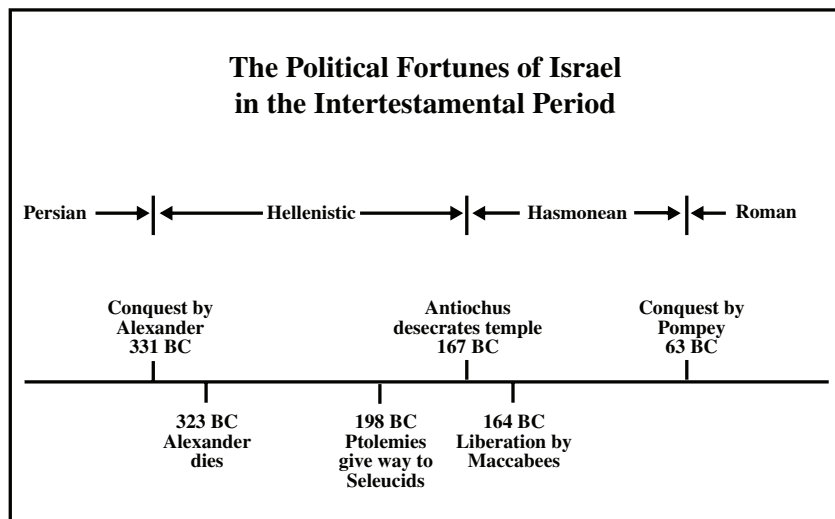 The Political Fortunes of Israel
in the Intertestamental Period
Persian Hellenistic Hasmonean Roman
Conquest by
Alexander
331 BC
Antiochus
desecrates temple
167 BC
Conquest by
Pompey
63 BC
323 BC
Alexander
dies
198 BC
Ptolemies
give way to
Seleucids
164 BC
Liberation by
Maccabees